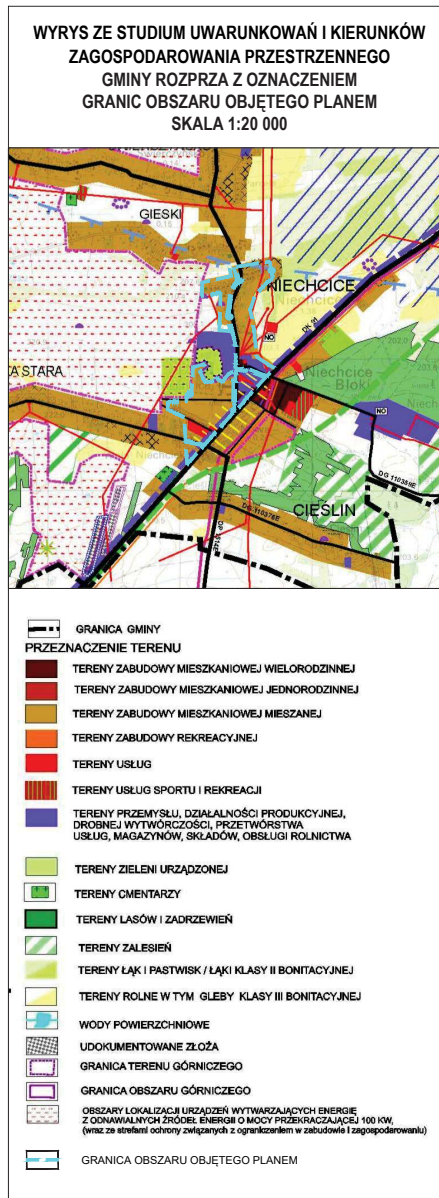 WYRYS ZE STUDIUM UWARUNKOWAŃ I KIERUNKÓW
ZAGOSPODAROWANIA PRZESTRZENNEGO
GMINY ROZPRZA Z OZNACZENIEM
GRANIC OBSZARU OBJĘTEGO PLANEM
SKALA 1:20 000
GIESKI
NIECHCICE
Niechcice
NO
DK 91
A STARA
Niechcice
– Bloki
NO
DG 110389E
CIEŚLIN
DG 110376E
GRANICA GMINY
PRZEZNACZENIE TERENU
TERENY ZABUDOWY MIESZKANIOWEJ WIELORODZINNEJ
TERENY ZABUDOWY MIESZKANIOWEJ JEDNORODZINNEJ
TERENY ZABUDOWY MIESZKANIOWEJ MIESZANEJ
TERENY ZABUDOWY REKREACYJNEJ
TERENY USŁUG
TERENY USŁUG SPORTU I REKREACJI
TERENY PRZEMYSŁU, DZIAŁALNOŚCI PRODUKCYJNEJ,
DROBNEJ WYTWÓRCZOŚCI, PRZETWÓRSTWA
USŁUG, MAGAZYNÓW, SKŁADÓW, OBSŁUGI ROLNICTWA
TERENY ZIELENI URZĄDZONEJ
TERENY CMENTARZY
TERENY LASÓW I ZADRZEWIEŃ
TERENY ZALESIEŃ
TERENY ŁĄK I PASTWISK / ŁĄKI KLASY II BONITACYJNEJ
TERENY ROLNE W TYM GLEBY KLASY III BONITACYJNEJ
WODY POWIERZCHNIOWE
UDOKUMENTOWANE ZŁOŻA
GRANICA TERENU GÓRNICZEGO
GRANICA OBSZARU GÓRNICZEGO
OBSZARY LOKALIZACJI URZĄDZEŃ WYTWARZAJĄCYCH ENERGIĘ
Z ODNAWIALNYCH ŹRÓDEŁ ENERGII O MOCY PRZEKRACZAJĄCEJ 100 KW,
(wraz ze strefami ochrony związanych z ograniczeniem w zabudowie i zagospodarowaniu)
GRANICA OBSZARU OBJĘTEGO PLANEM